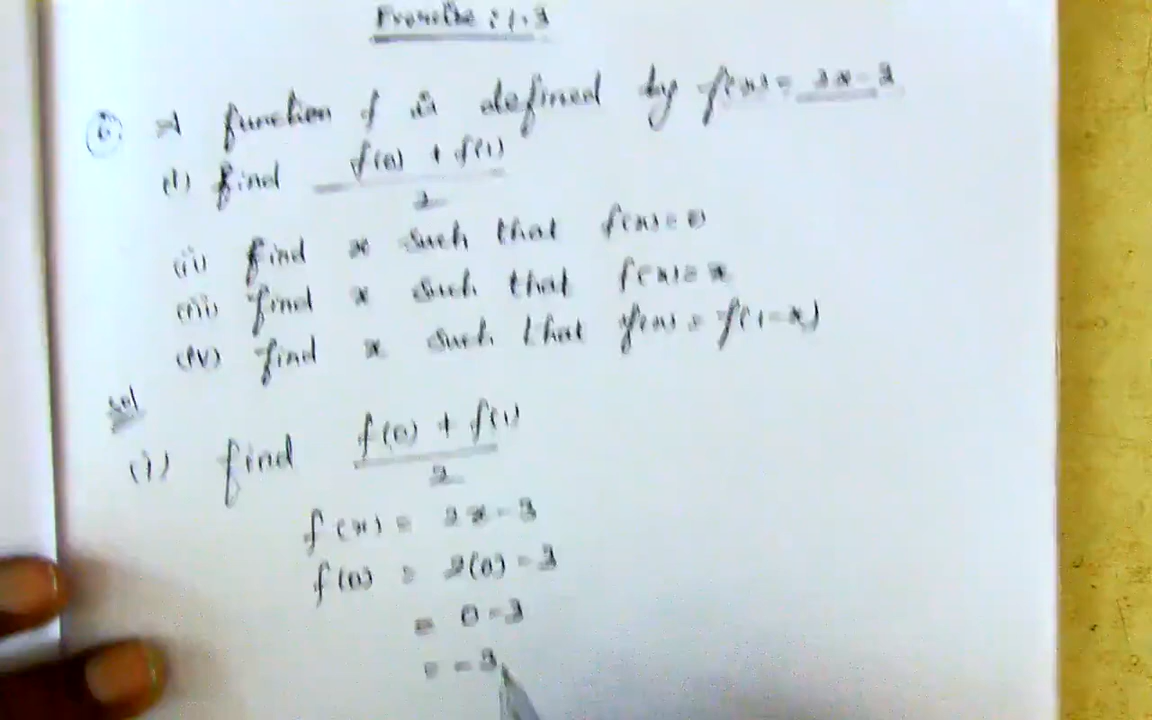 Exercise : 1.3
6. A function f is defined by f(x) = 2x - 3
(i) find f(0) + f(1) / 2
(ii) find x such that f(x) = 0
(iii) find x such that f(x) = x
(iv) find x such that f(x) = f(1-x)
sol
(i) find f(0) + f(1) / 2
f(x) = 2x - 3
f(0) = 2(0) - 3
= 0 - 3
= - 3